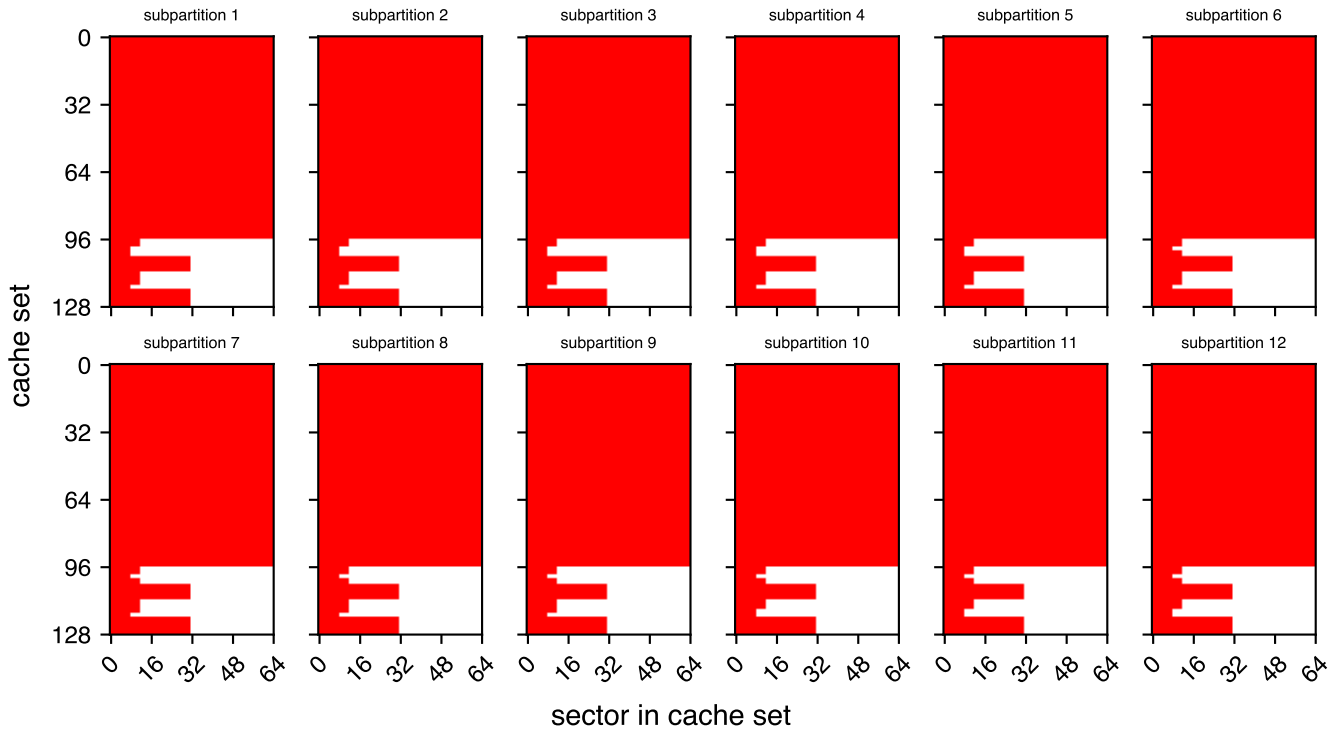 subpartition 1
subpartition 2
subpartition 3
subpartition 4
subpartition 5
subpartition 6
0
32
64
96
128
subpartition 7
subpartition 8
subpartition 9
subpartition 10
subpartition 11
subpartition 12
0
32
64
96
128
cache set
0 16 32 48 64
0 16 32 48 64
0 16 32 48 64
0 16 32 48 64
0 16 32 48 64
0 16 32 48 64
sector in cache set